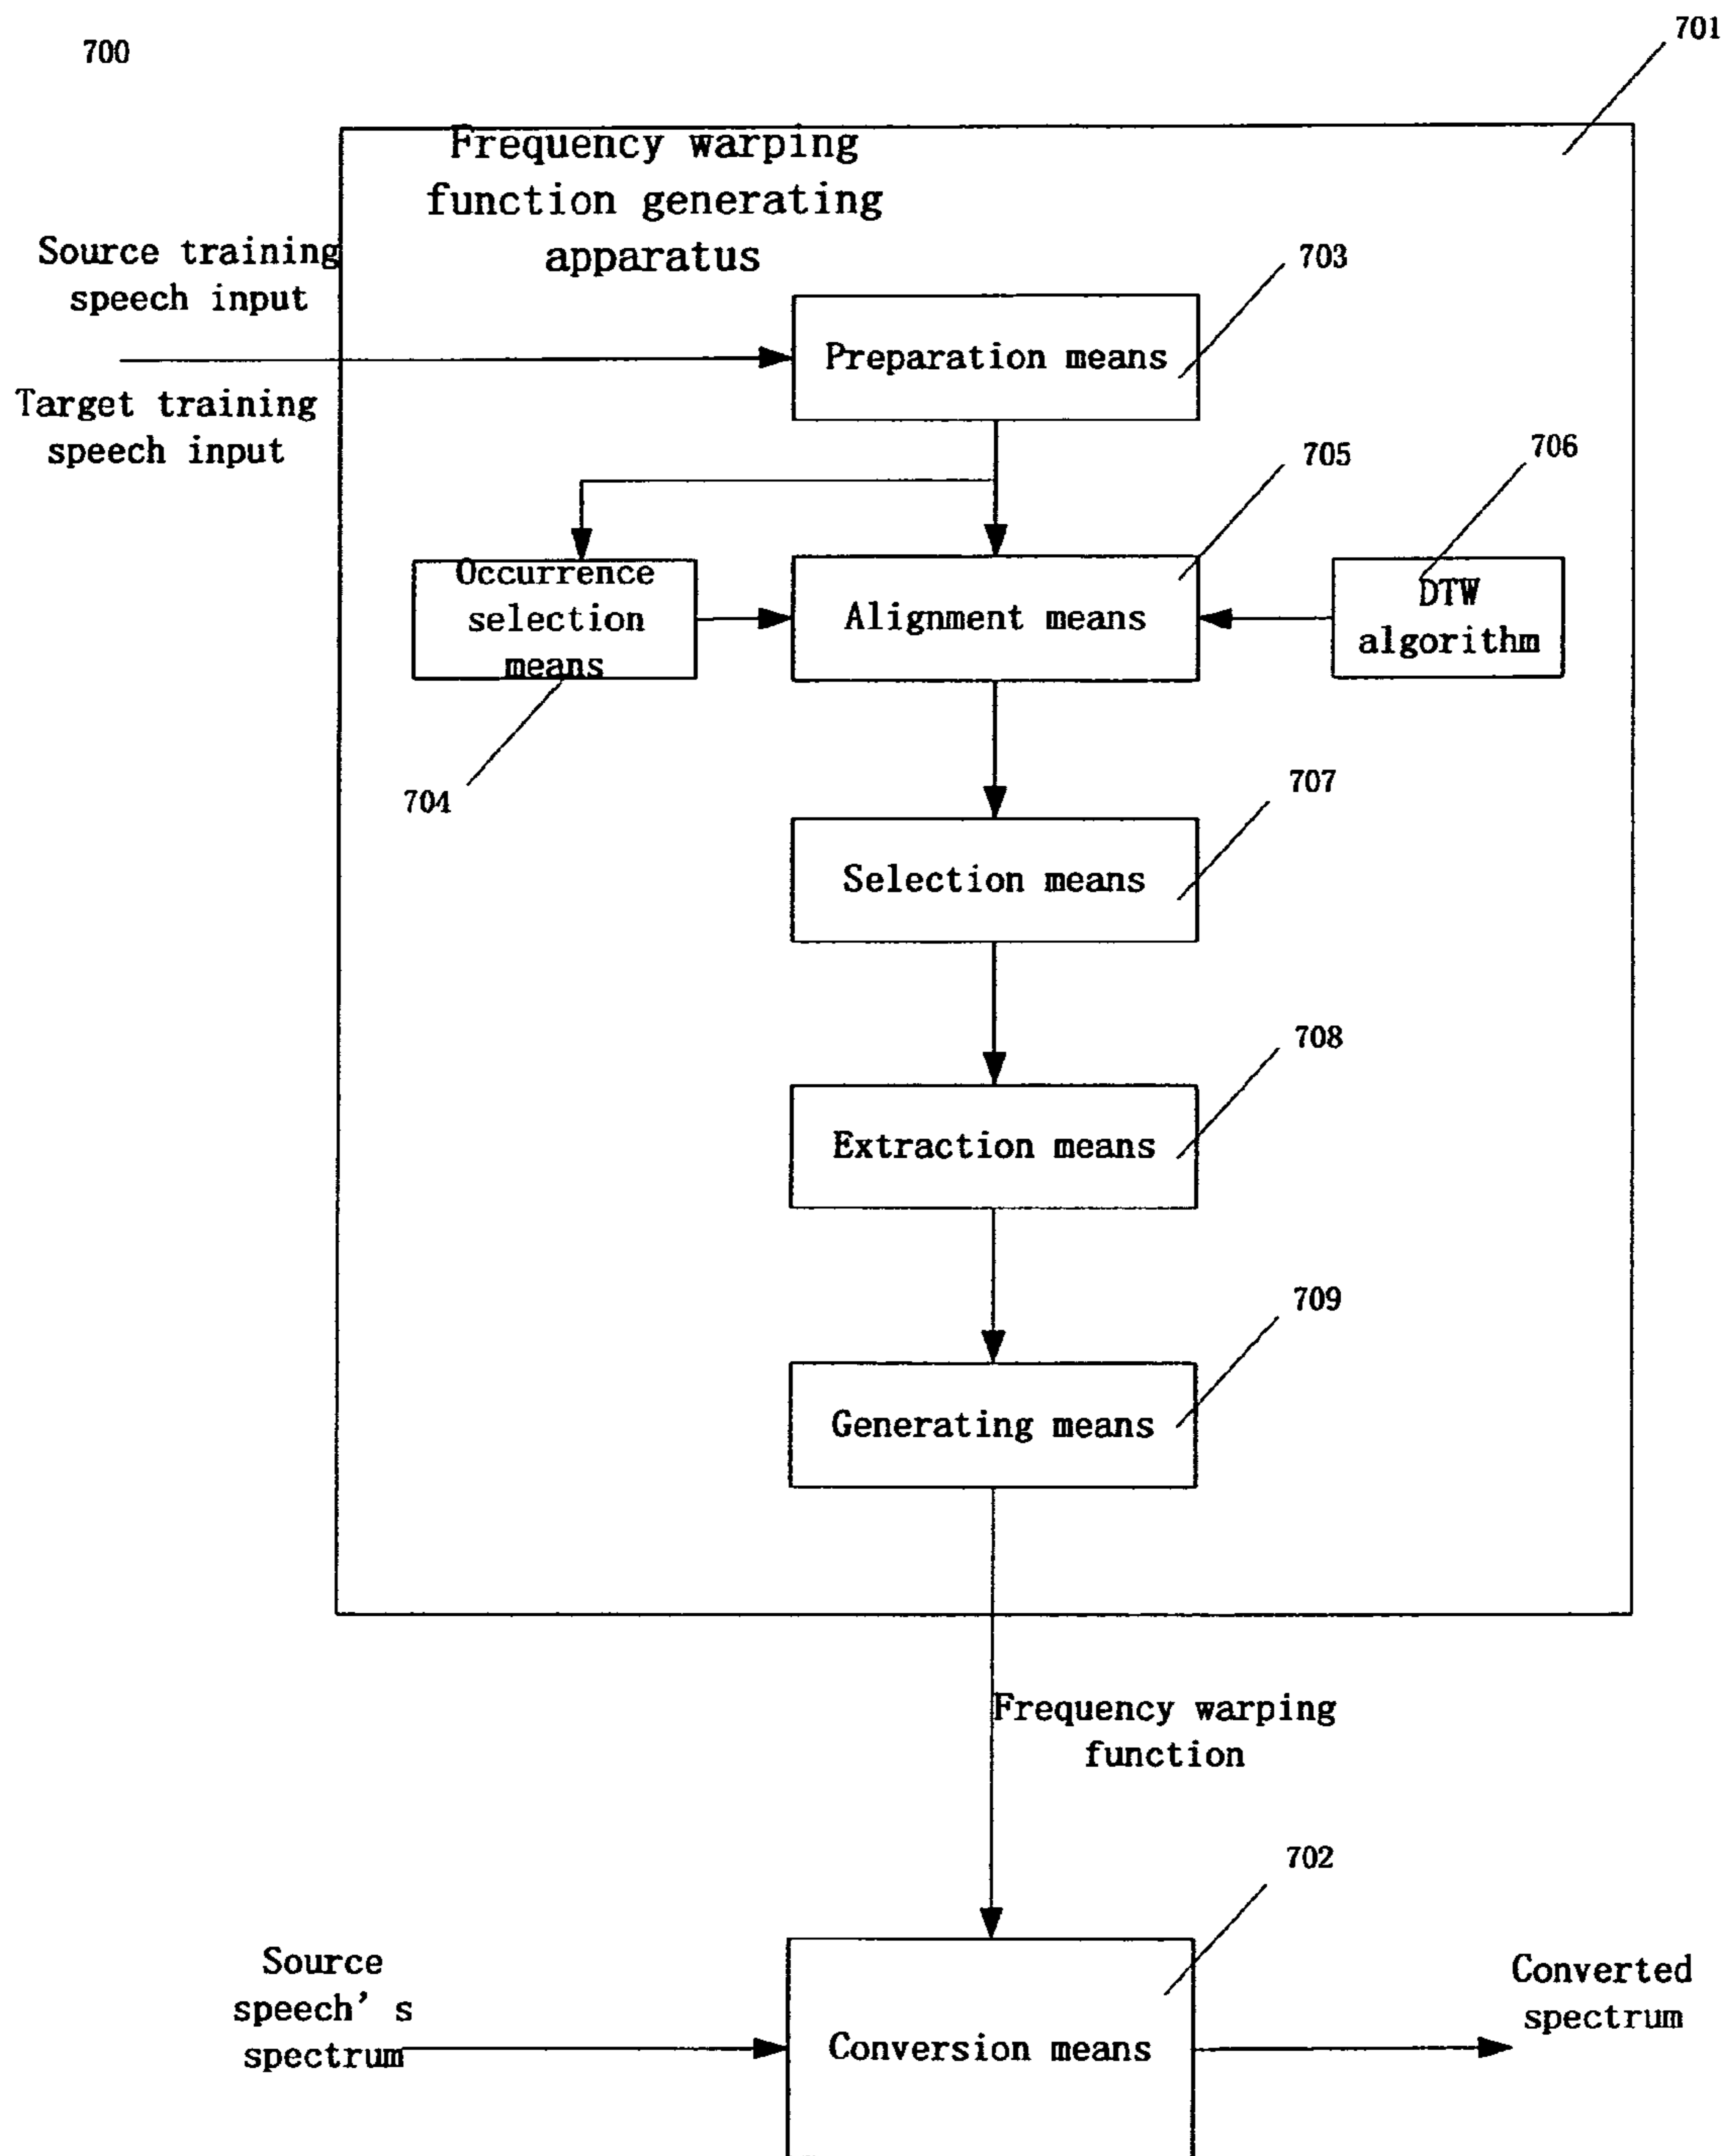 700
701
Frequency warping
function generating
apparatus
Source training
speech input
703
Preparation means
Target training
speech input
705
706
Occurrence
selection
means
Alignment means
DTW
algorithm
704
707
Selection means
708
Extraction means
709
Generating means
Frequency warping
function
702
Source
speech's
spectrum
Conversion means
Converted
spectrum